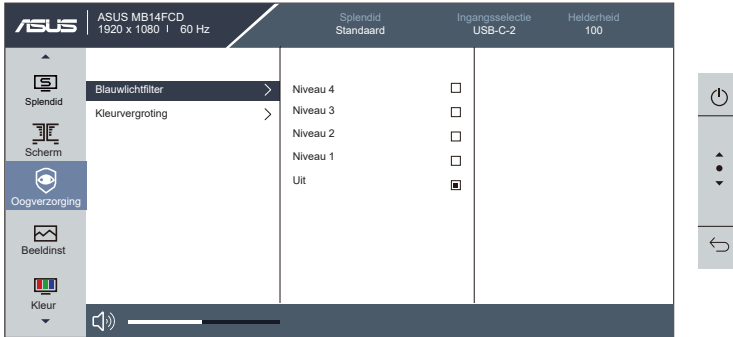 ASUS
ASUS MB14FCD
1920 x 1080 I 60 Hz
Splendid
Standaard
Ingangsselectie
USB-C-2
Helderheid
100
Splendid
Scherm
Oogverzorging
Beeldinst
Kleur
Blauwlichtfilter
Kleurvergroting
Niveau 4
Niveau 3
Niveau 2
Niveau 1
Uit